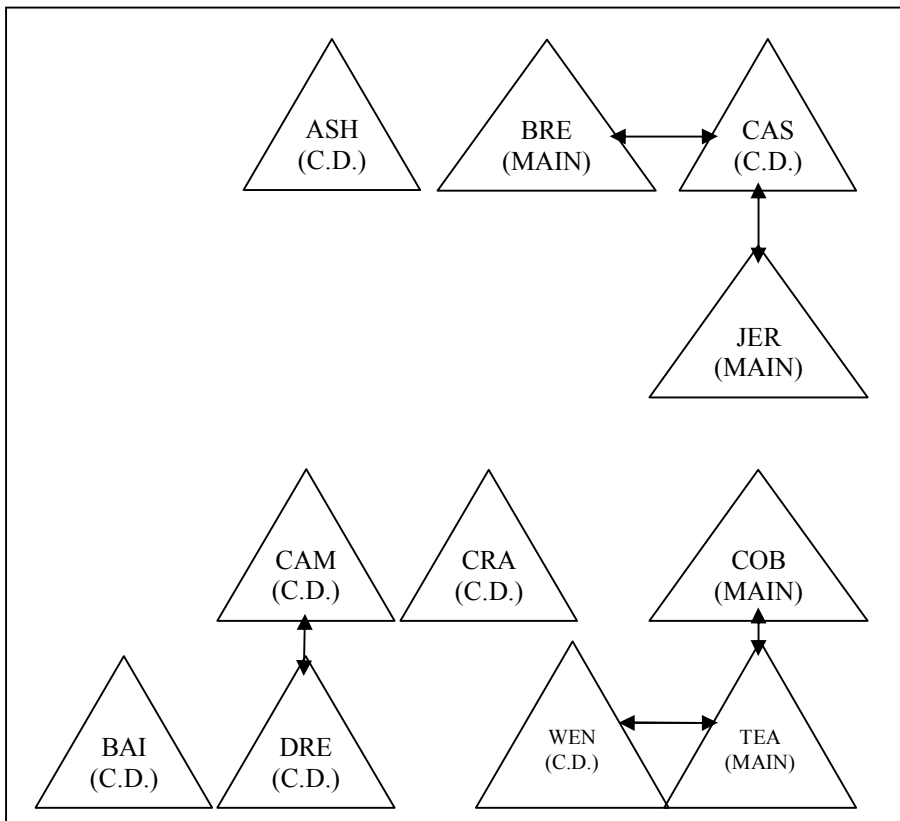 ASH
(C.D.)
BRE
(MAIN)
CAS
(C.D.)
JER
(MAIN)
CAM
(C.D.)
CRA
(C.D.)
COB
(MAIN)
BAI
(C.D.)
DRE
(C.D.)
WEN
(C.D.)
TEA
(MAIN)